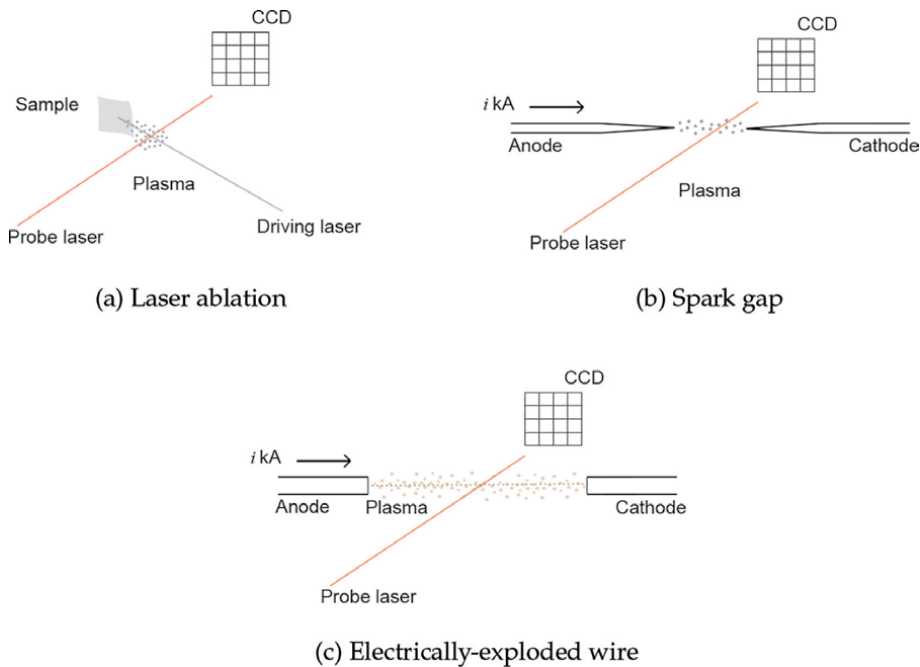 CCD
Sample
Plasma
Probe laser
Driving laser
(a) Laser ablation
CCD
i kA
Anode
Cathode
Plasma
Probe laser
(b) Spark gap
CCD
i kA
Anode
Plasma
Cathode
Probe laser
(c) Electrically-exploded wire